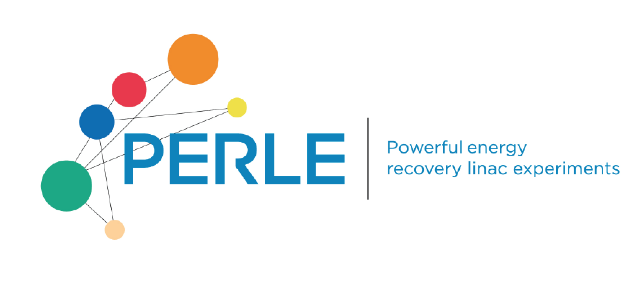 PERLE
Powerful energy
recovery linac experiments